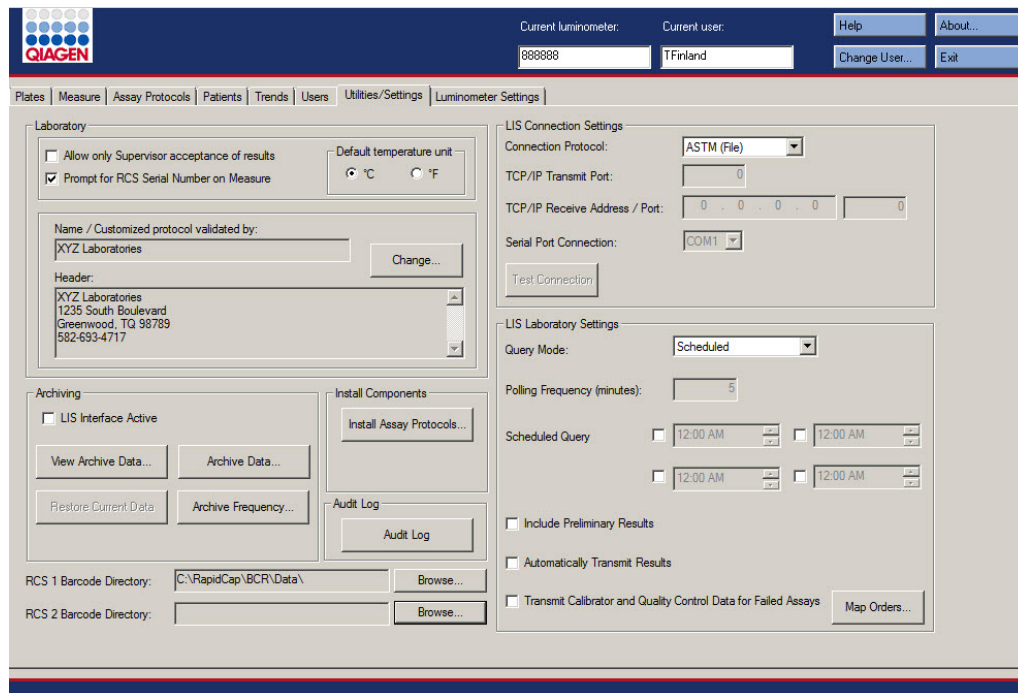 QIAGEN
Current luminometer:
Current user:
888888
TFinland
Help
About...
Change User...
Exit
Plates
Measure
Assay Protocols
Patients
Trends
Users
Utilities/Settings
Luminometer Settings
Laboratory
Allow only Supervisor acceptance of results
Prompt for RCS Serial Number on Measure
Default temperature unit
°C
°F
Name / Customized protocol validated by:
XYZ Laboratories
Change...
Header:
XYZ Laboratories
1235 South Boulevard
Greenwood, TQ 98789
582-693-4717
Archiving
LIS Interface Active
View Archive Data...
Archive Data...
Restore Current Data
Archive Frequency...
Install Components
Install Assay Protocols...
Audit Log
Audit Log
RCS 1 Barcode Directory:
C:\RapidCap\BCR\Data\
Browse...
RCS 2 Barcode Directory:
Browse...
LIS Connection Settings
Connection Protocol:
ASTM (File)
TCP/IP Transmit Port:
0
TCP/IP Receive Address / Port:
0 . 0 . 0 . 0
0
Serial Port Connection:
COM1
Test Connection
LIS Laboratory Settings
Query Mode:
Scheduled
Polling Frequency (minutes):
5
Scheduled Query
12:00 AM
12:00 AM
12:00 AM
12:00 AM
Include Preliminary Results
Automatically Transmit Results
Transmit Calibrator and Quality Control Data for Failed Assays
Map Orders...